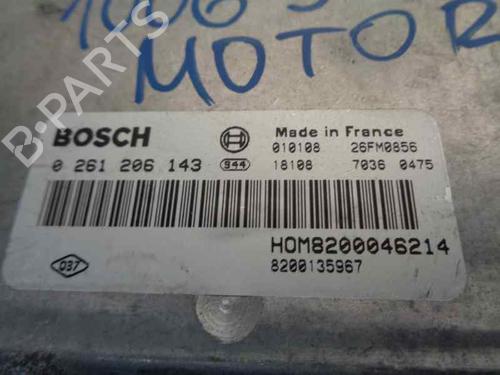 MOTOR
BOSCH
Made in France
010108 26FM0856
0 261 206 143 944 18108 7036 0475
HOM8200046214
8200135967
037
B-PARTS